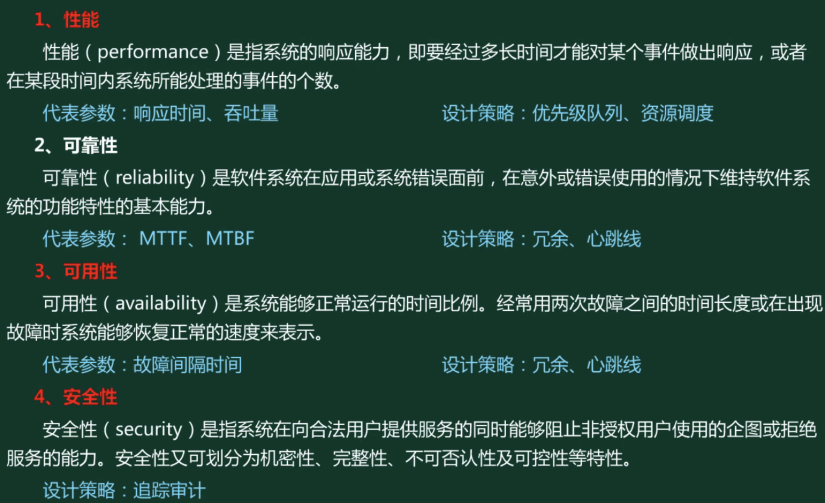 1、性能
性能（performance）是指系统的响应能力，即要经过多长时间才能对某个事件做出响应，或者
在某段时间内系统所能处理的事件的个数。
代表参数：响应时间、吞吐量 设计策略：优先级队列、资源调度
2、可靠性
可靠性（reliability）是软件系统在应用或系统错误面前，在意外或错误使用的情况下维持软件系
统的功能特性的基本能力。
代表参数： MTTF、MTBF 设计策略：冗余、心跳线
3、可用性
可用性（availability）是系统能够正常运行的时间比例。经常用两次故障之间的时间长度或在出现
故障时系统能够恢复正常的速度来表示。
代表参数：故障间隔时间 设计策略：冗余、心跳线
4、安全性
安全性（security）是指系统在向合法用户提供服务的同时能够阻止非授权用户使用的企图或拒绝
服务的能力。安全性又可划分为机密性、完整性、不可否认性及可控性等特性。
设计策略：追踪审计